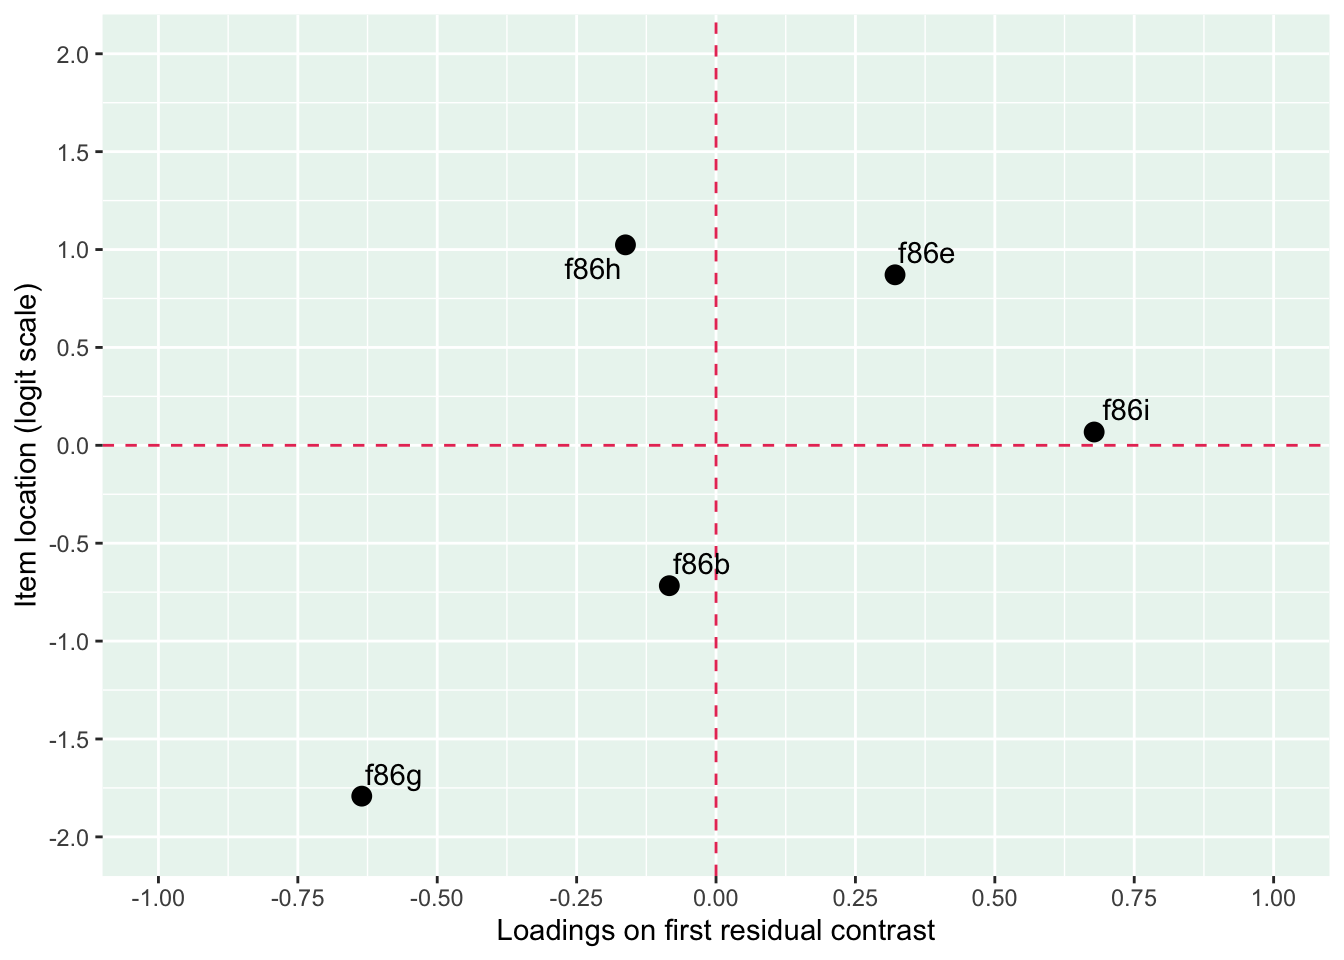 2.0
1.5
1.0
0.5
0.0
-0.5
-1.0
-1.5
-2.0
Item location (logit scale)
f86h
f86e
f86i
f86b
f86g
-1.00 -0.75 -0.50 -0.25 0.00 0.25 0.50 0.75 1.00
Loadings on first residual contrast